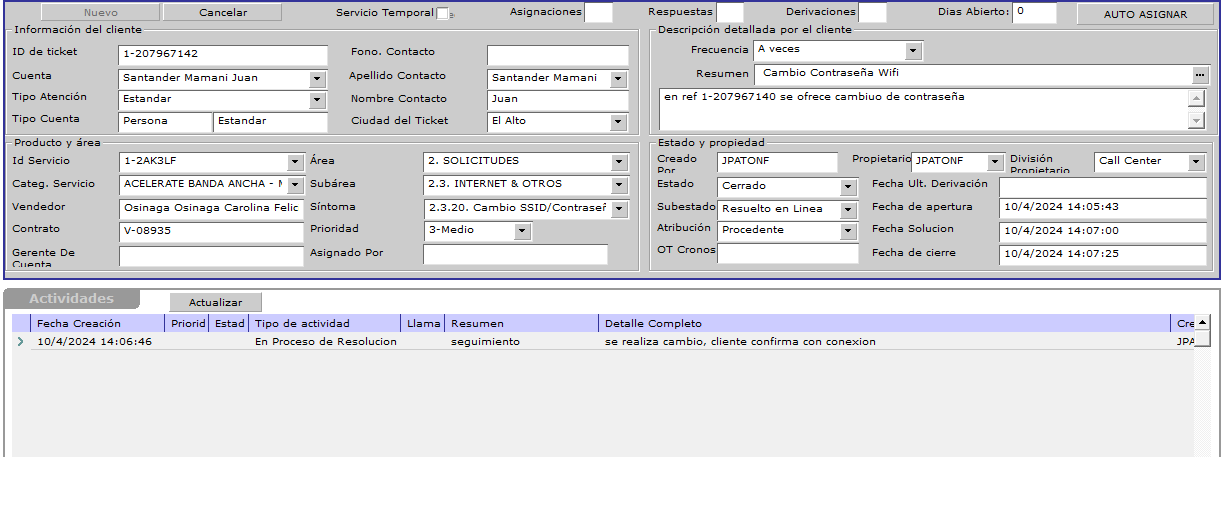 Nuevo Cancelar Servicio Temporal Asignaciones Respuestas Derivaciones Dias Abierto: 0 AUTO ASIGNAR
Información del cliente
ID de ticket 1-207967142 Fono. Contacto
Cuenta Santander Mamani Juan Apellido Contacto Santander Mamani
Tipo Atención Estandar Nombre Contacto Juan
Tipo Cuenta Persona Estandar Ciudad del Ticket El Alto
Descripción detallada por el cliente
Frecuencia A veces
Resumen Cambio Contraseña Wifi
en ref 1-207967140 se ofrece cambiuo de contraseña
Producto y área
Id Servicio 1-2AK3LF Área 2. SOLICITUDES
Categ. Servicio ACELERATE BANDA ANCHA - Subárea 2.3. INTERNET & OTROS
Vendedor Osinaga Osinaga Carolina Felic Síntoma 2.3.20. Cambio SSID/Contraseñ
Contrato V-08935 Prioridad 3-Medio
Gerente De Cuenta Asignado Por
Estado y propiedad
Creado Por JPATONF Propietario JPATONF División Propietario Call Center
Estado Cerrado Fecha Ult. Derivación
Subestado Resuelto en Linea Fecha de apertura 10/4/2024 14:05:43
Atribución Procedente Fecha Solucion 10/4/2024 14:07:00
OT Cronos Fecha de cierre 10/4/2024 14:07:25
Actividades Actualizar
Fecha Creación Priorid Estad Tipo de actividad Llama Resumen Detalle Completo Cre
10/4/2024 14:06:46 En Proceso de Resolucion seguimiento se realiza cambio, cliente confirma con conexion JPA